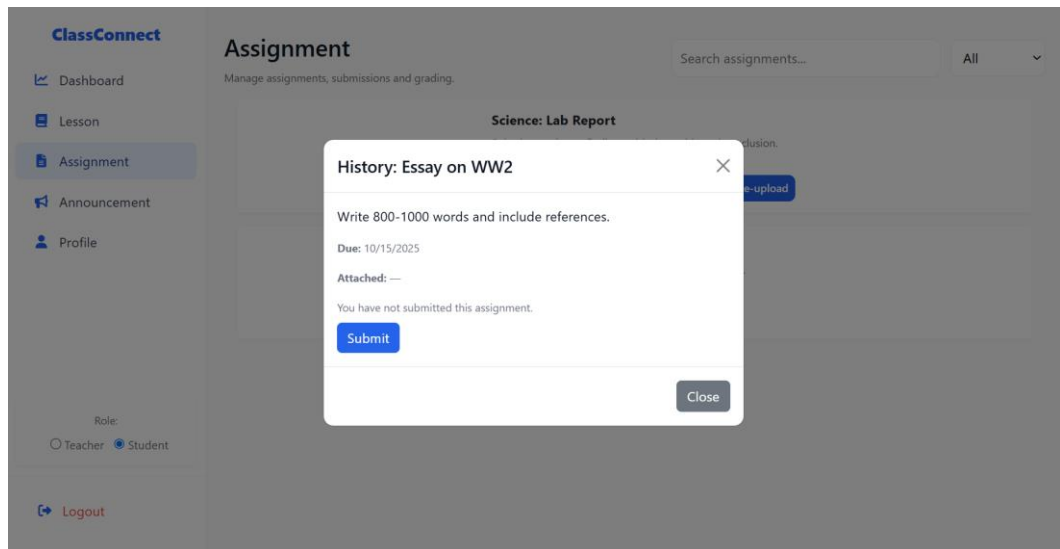 ClassConnect
Dashboard
Lesson
Assignment
Announcement
Profile
Role:
Teacher Student
Logout
Assignment
Manage assignments, submissions and grading.
Search assignments...
All
Science: Lab Report
e-upload
History: Essay on WW2
Write 800-1000 words and include references.
Due: 10/15/2025
Attached: —
You have not submitted this assignment.
Submit
Close